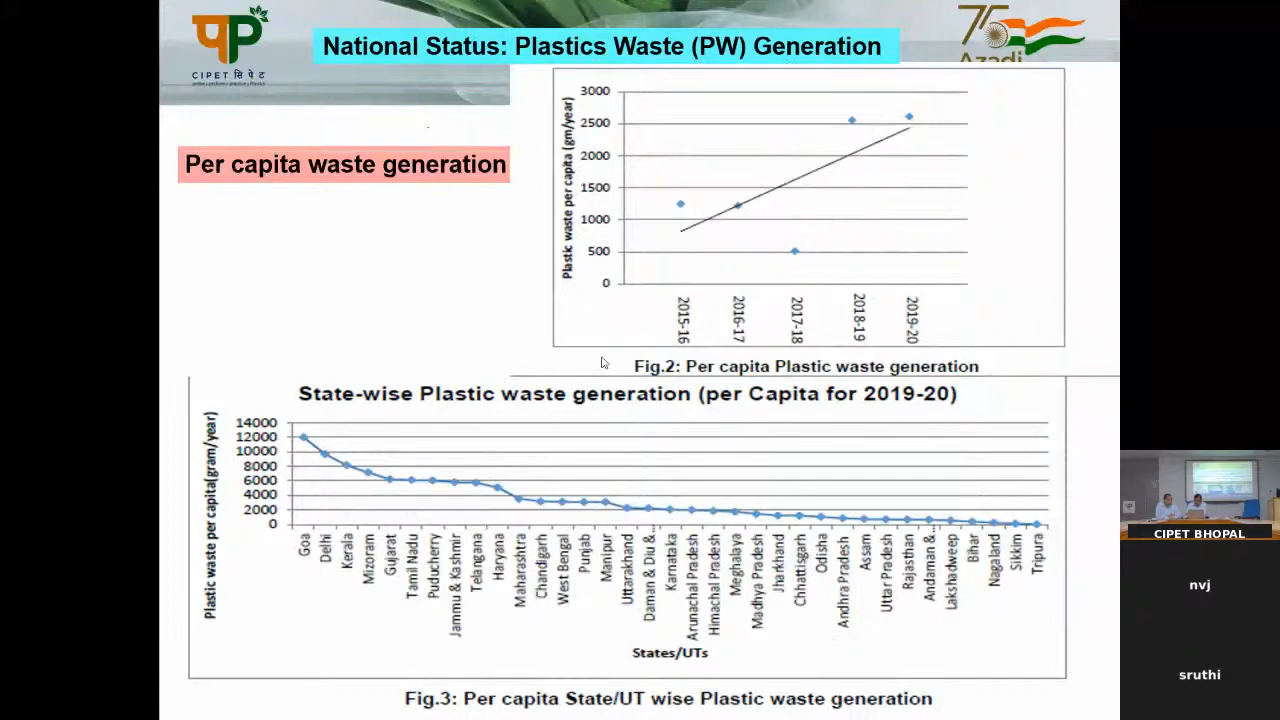 National Status: Plastics Waste (PW) Generation
CIPET सिपेट
75
Azadi
Per capita waste generation
Plastic waste per capita (gm/year)
3000
2500
2000
1500
1000
500
0
2015-16
2016-17
2017-18
2018-19
2019-20
Fig.2: Per capita Plastic waste generation
State-wise Plastic waste generation (per Capita for 2019-20)
Plastic waste per capita(gram/year)
14000
12000
10000
8000
6000
4000
2000
0
Goa
Delhi
Kerala
Mizoram
Gujarat
Tamil Nadu
Puducherry
Jammu & Kashmir
Telangana
Haryana
Maharashtra
Chandigarh
West Bengal
Punjab
Manipur
Uttarakhand
Daman & Diu &...
Karnataka
Arunachal Pradesh
Himachal Pradesh
Meghalaya
Madhya Pradesh
Jharkhand
Chhattisgarh
Odisha
Andhra Pradesh
Assam
Uttar Pradesh
Rajasthan
Andaman &...
Lakshadweep
Bihar
Nagaland
Sikkim
Tripura
States/UTs
Fig.3: Per capita State/UT wise Plastic waste generation
CIPET BHOPAL
nvj
sruthi